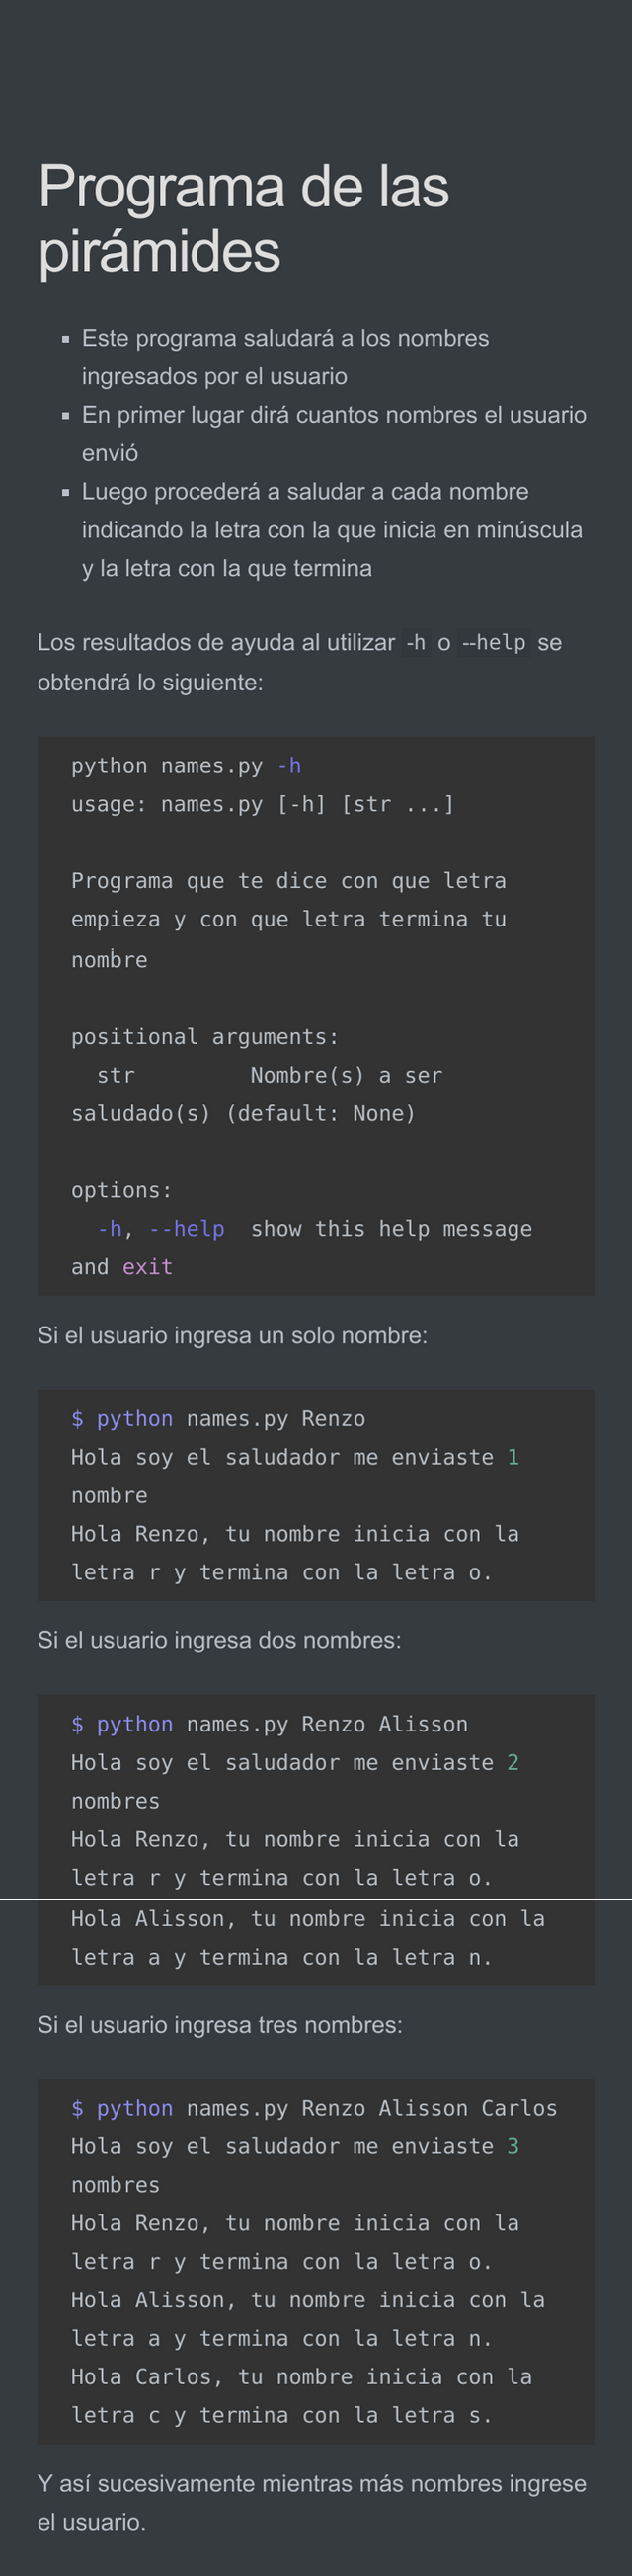 Programa de las
pirámides
Este programa saludará a los nombres
ingresados por el usuario
En primer lugar dirá cuantos nombres el usuario
envió
Luego procederá a saludar a cada nombre
indicando la letra con la que inicia en minúscula
y la letra con la que termina
Los resultados de ayuda al utilizar -h o --help se
obtendrá lo siguiente:
python names.py -h
usage: names.py [-h] [str ...]
Programa que te dice con que letra
empieza y con que letra termina tu
nombre
positional arguments:
str Nombre(s) a ser
saludado(s) (default: None)
options:
-h, --help show this help message
and exit
Si el usuario ingresa un solo nombre:
$ python names.py Renzo
Hola soy el saludador me enviaste 1
nombre
Hola Renzo, tu nombre inicia con la
letra r y termina con la letra o.
Si el usuario ingresa dos nombres:
$ python names.py Renzo Alisson
Hola soy el saludador me enviaste 2
nombres
Hola Renzo, tu nombre inicia con la
letra r y termina con la letra o.
Hola Alisson, tu nombre inicia con la
letra a y termina con la letra n.
Si el usuario ingresa tres nombres:
$ python names.py Renzo Alisson Carlos
Hola soy el saludador me enviaste 3
nombres
Hola Renzo, tu nombre inicia con la
letra r y termina con la letra o.
Hola Alisson, tu nombre inicia con la
letra a y termina con la letra n.
Hola Carlos, tu nombre inicia con la
letra c y termina con la letra s.
Y así sucesivamente mientras más nombres ingrese
el usuario.